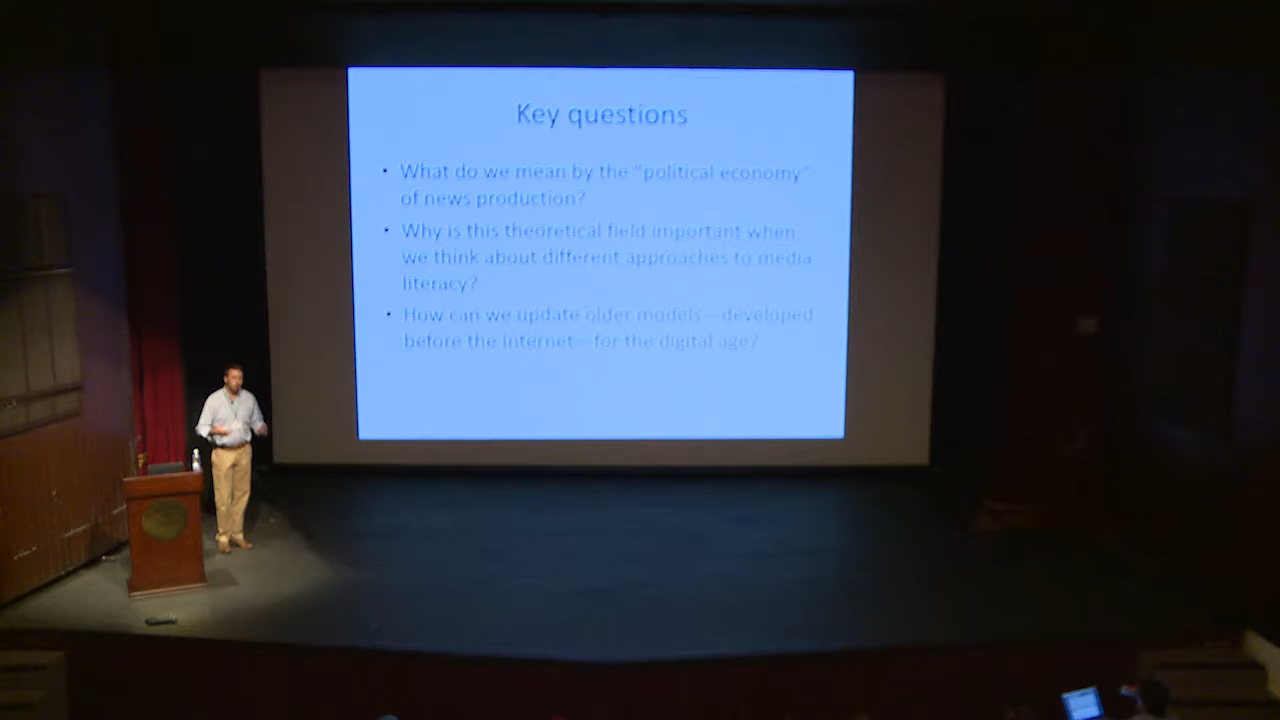 Key questions
• What do we mean by the "political economy"
of news production?
• Why is this theoretical field important when
we think about different approaches to media
literacy?
• How can we update older models—developed
before the Internet—for the digital age?